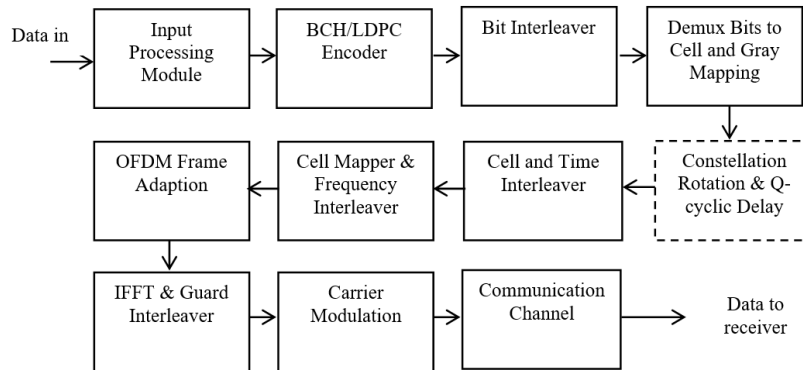 Data in
Input
Processing
Module
BCH/LDPC
Encoder
Bit Interleaver
Demux Bits to
Cell and Gray
Mapping
OFDM Frame
Adaption
Cell Mapper &
Frequency
Interleaver
Cell and Time
Interleaver
Constellation
Rotation & Q-
cyclic Delay
IFFT & Guard
Interleaver
Carrier
Modulation
Communication
Channel
Data to
receiver